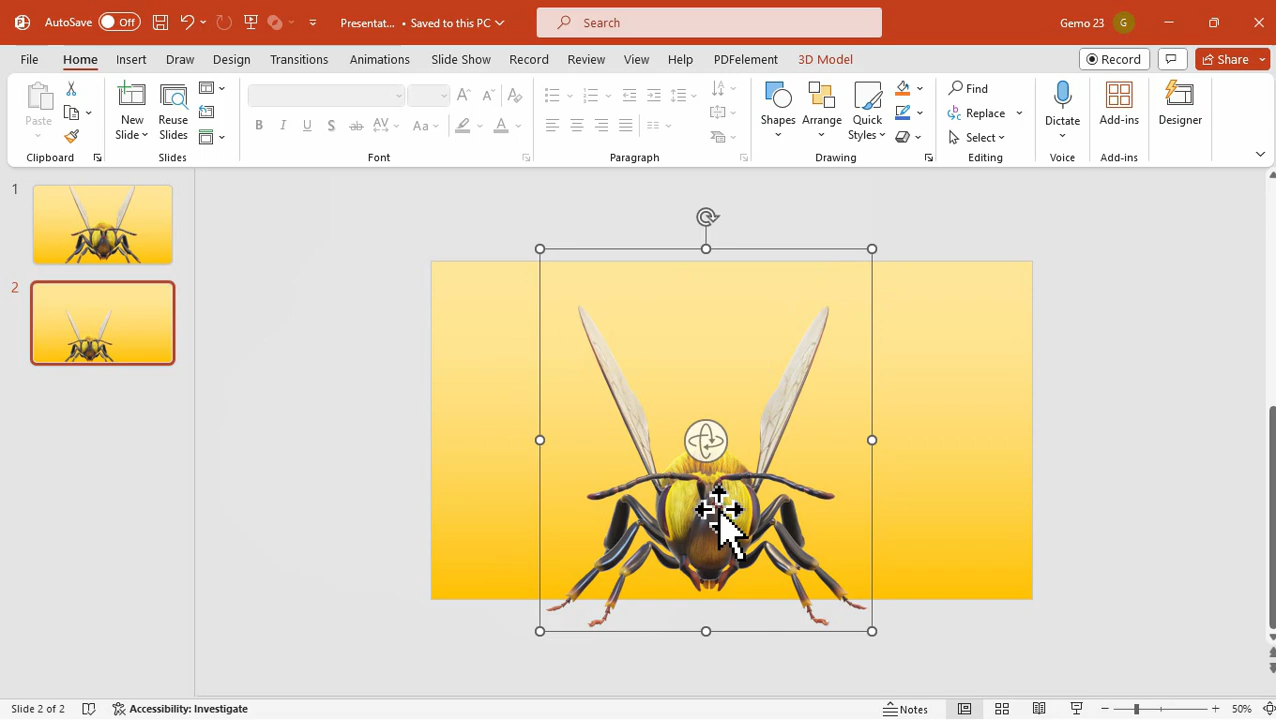 AutoSave Off Presentat... • Saved to this PC Search Gemo 23 G
File Home Insert Draw Design Transitions Animations Slide Show Record Review View Help PDFelement 3D Model Record Share
Paste New Slide Reuse Slides B I U S ab AV Aa A Shapes Arrange Quick Styles Find Replace Select Dictate Add-ins Designer
Clipboard Slides Font Paragraph Drawing Editing Voice Add-ins
1
2
Slide 2 of 2 Accessibility: Investigate Notes 50%